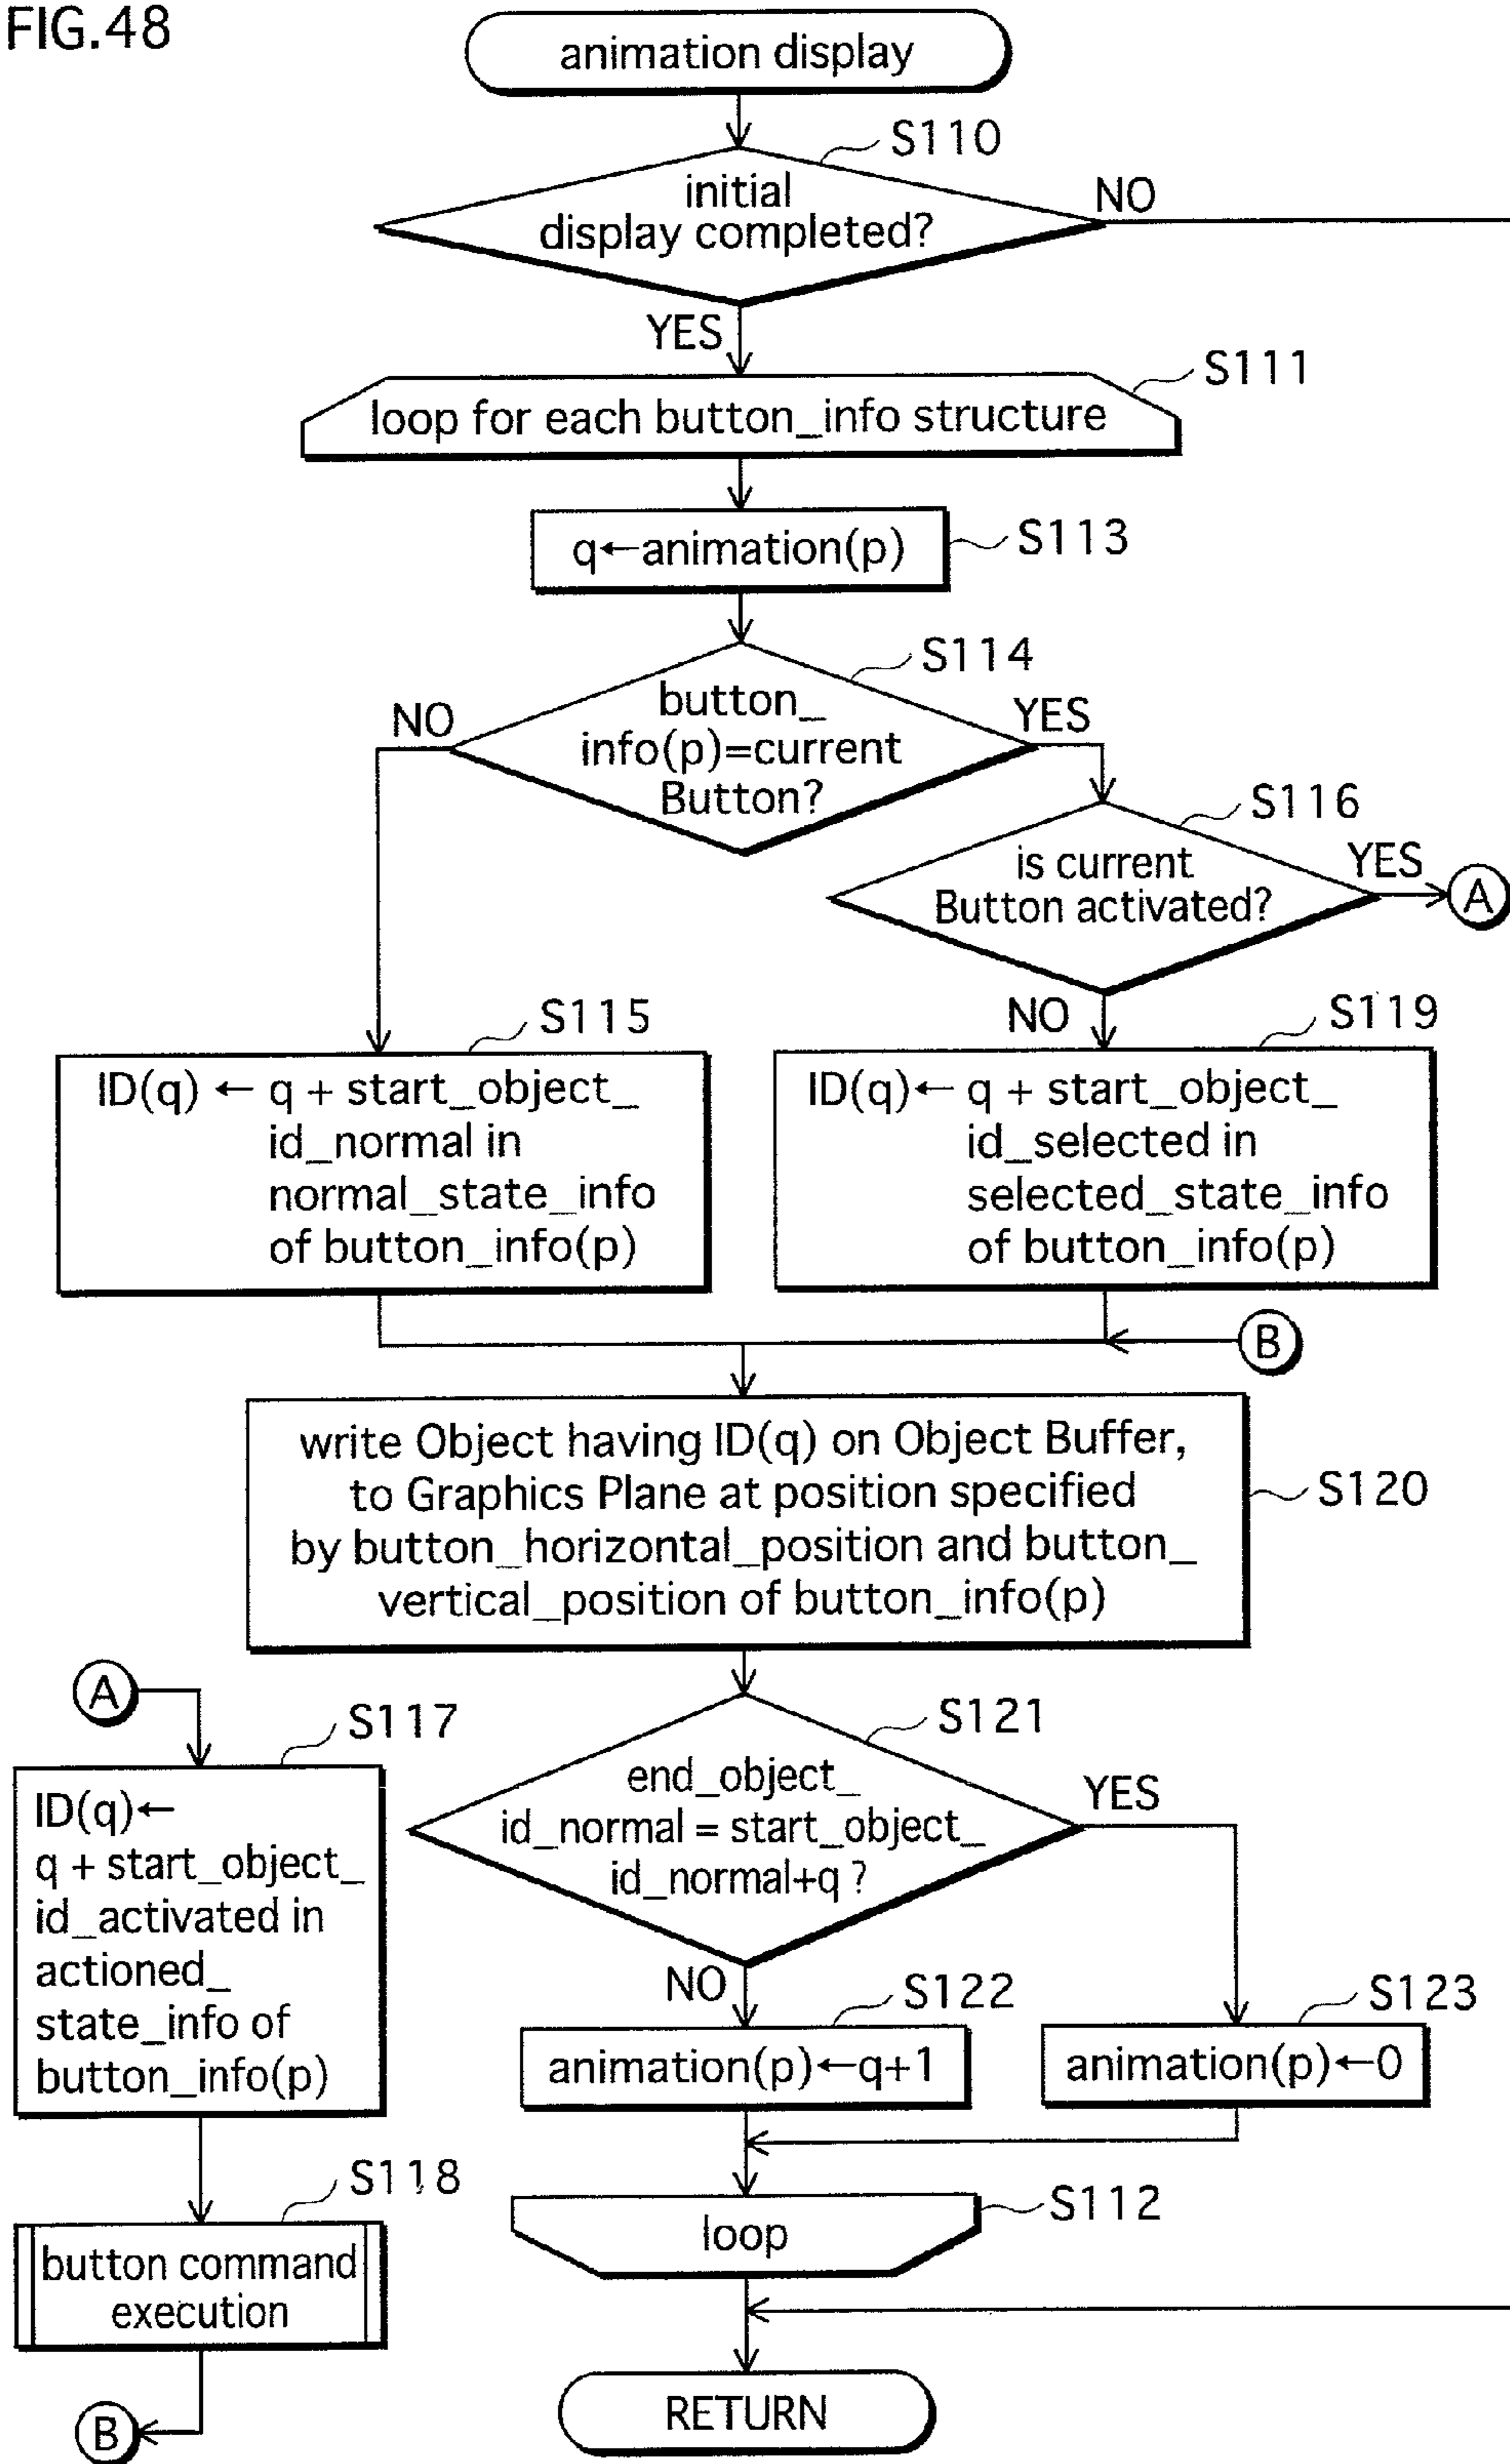 FIG.48
animation display
S110
initial
display completed?
NO
YES
S111
loop for each button_info structure
q←animation(p)
S113
S114
button_
info(p)=current
Button?
NO
YES
S116
is current
Button activated?
YES
A
NO
S115
ID(q) ← q + start_object_
id_normal in
normal_state_info
of button_info(p)
S119
ID(q)← q + start_object_
id_selected in
selected_state_info
of button_info(p)
B
write Object having ID(q) on Object Buffer,
to Graphics Plane at position specified
by button_horizontal_position and button_
vertical_position of button_info(p)
S120
A
S117
ID(q)←
q + start_object_
id_activated in
actioned_
state_info of
button_info(p)
S118
button command
execution
B
S121
end_object_
id_normal = start_object_
id_normal+q ?
YES
NO
S122
animation(p)←q+1
S123
animation(p)←0
S112
loop
RETURN